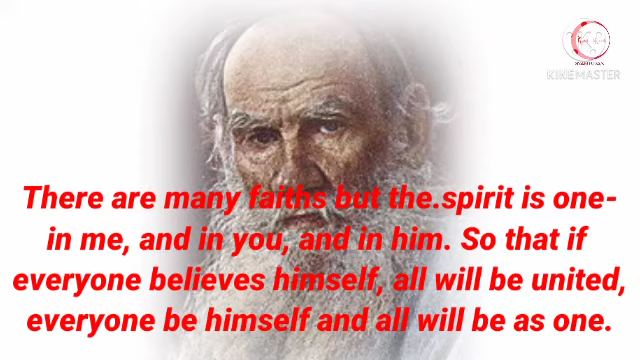 KINEMASTER
There are many faiths but the.spirit is one-
in me, and in you, and in him. So that if
everyone believes himself, all will be united,
everyone be himself and all will be as one.